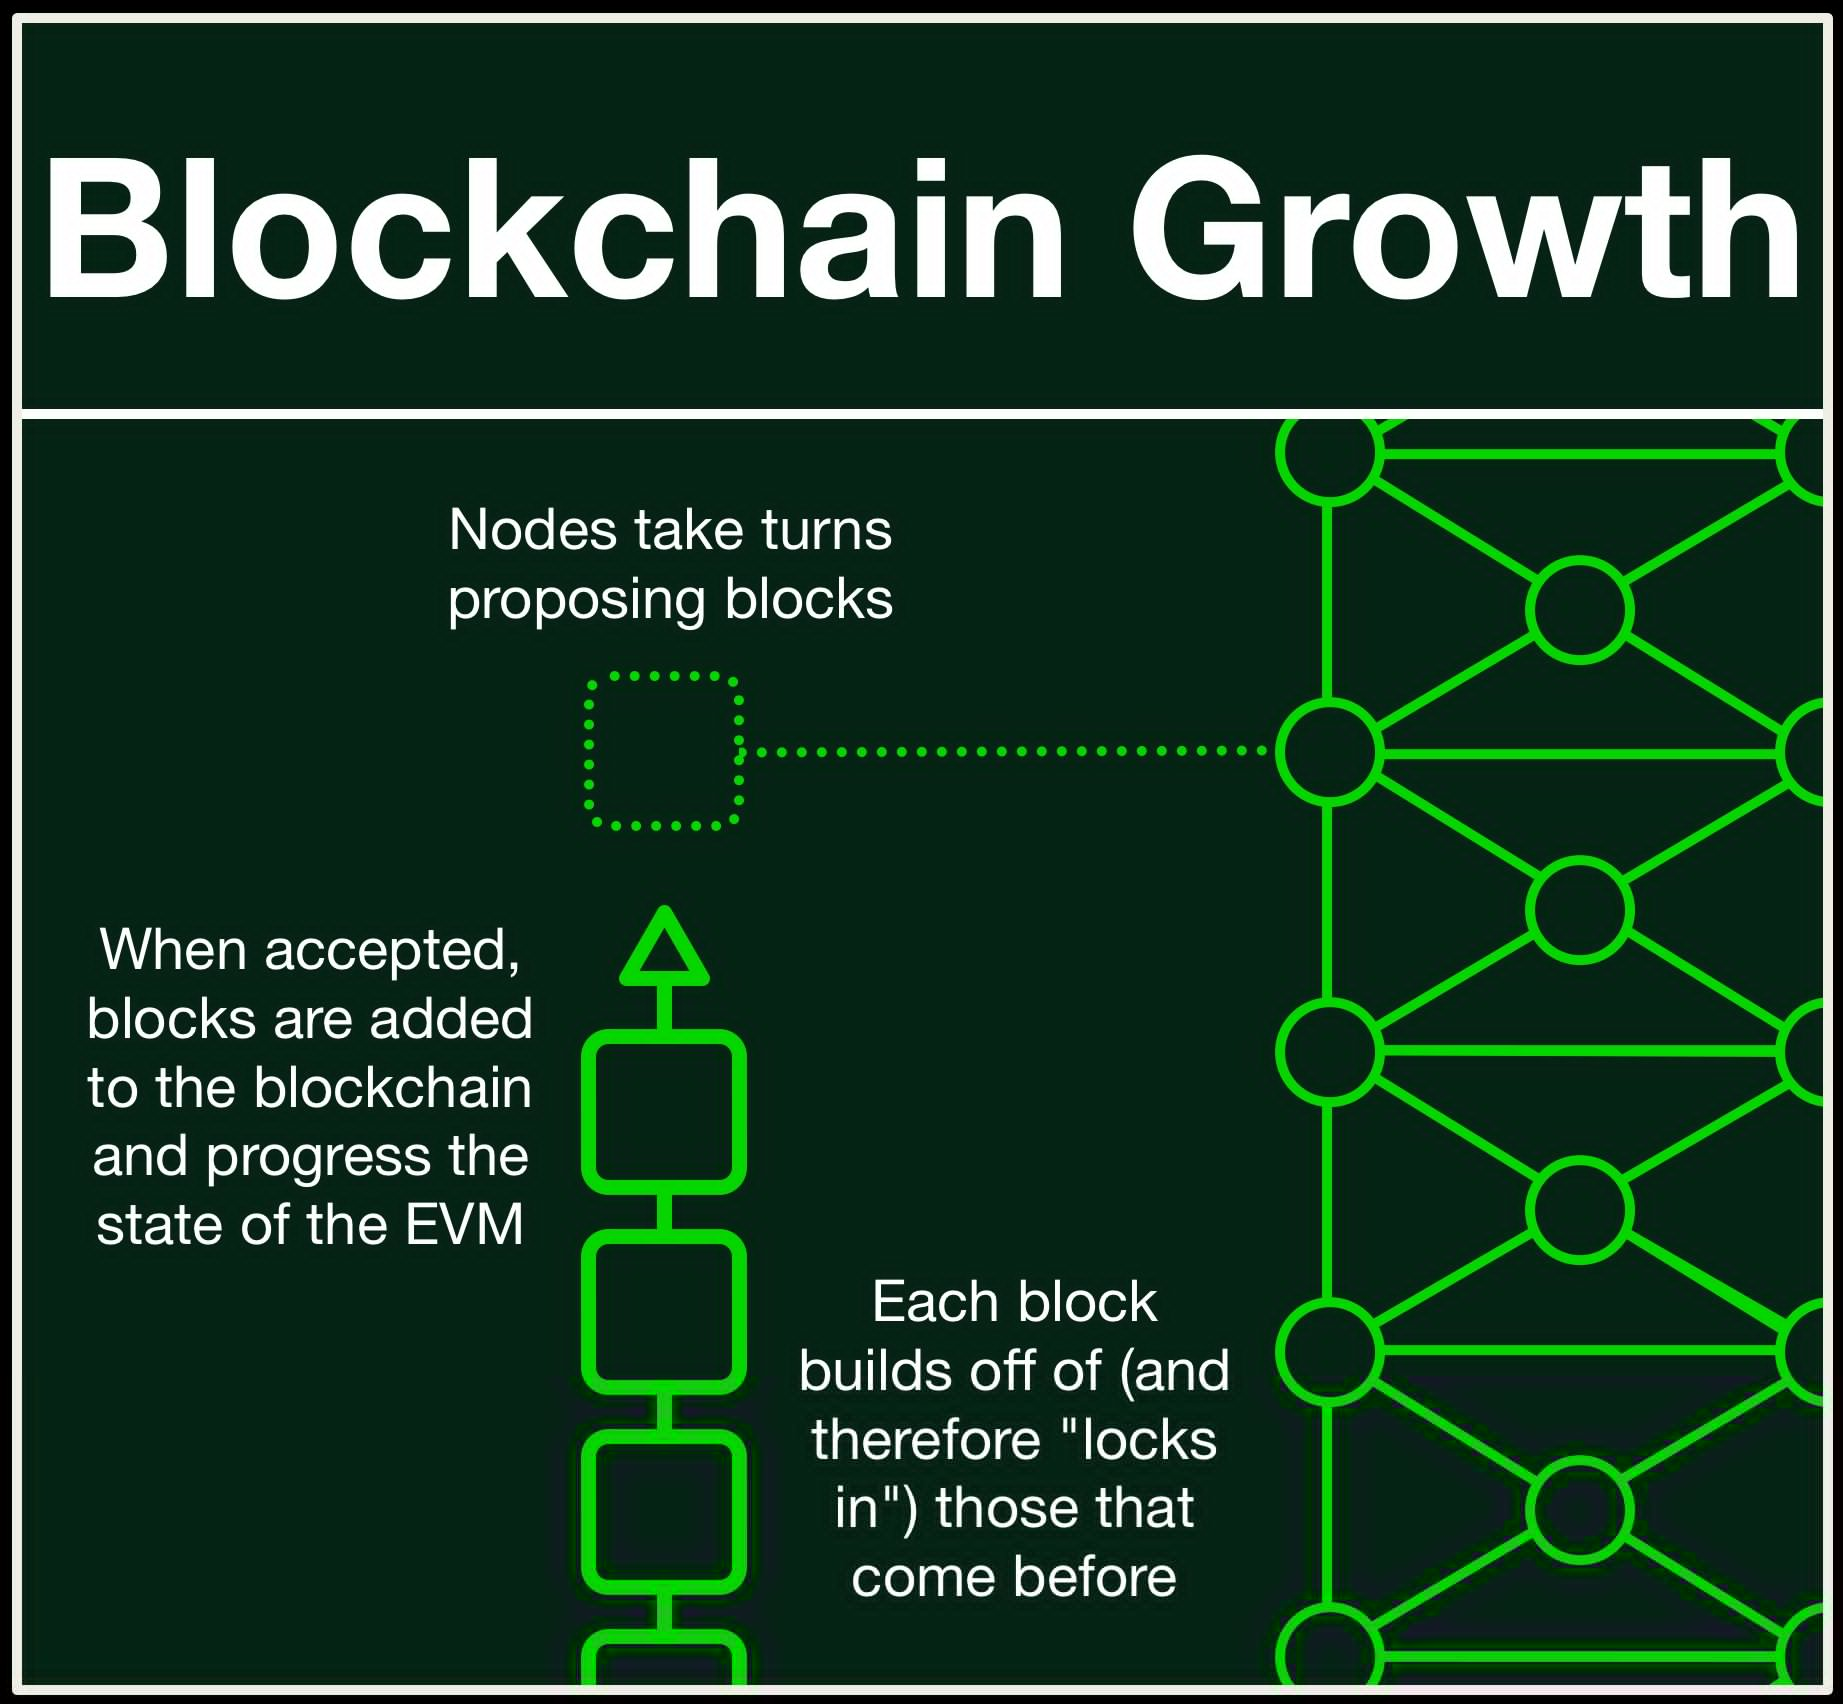 Blockchain Growth
Nodes take turns
proposing blocks
When accepted,
blocks are added
to the blockchain
and progress the
state of the EVM
Each block
builds off of (and
therefore "locks
in") those that
come before